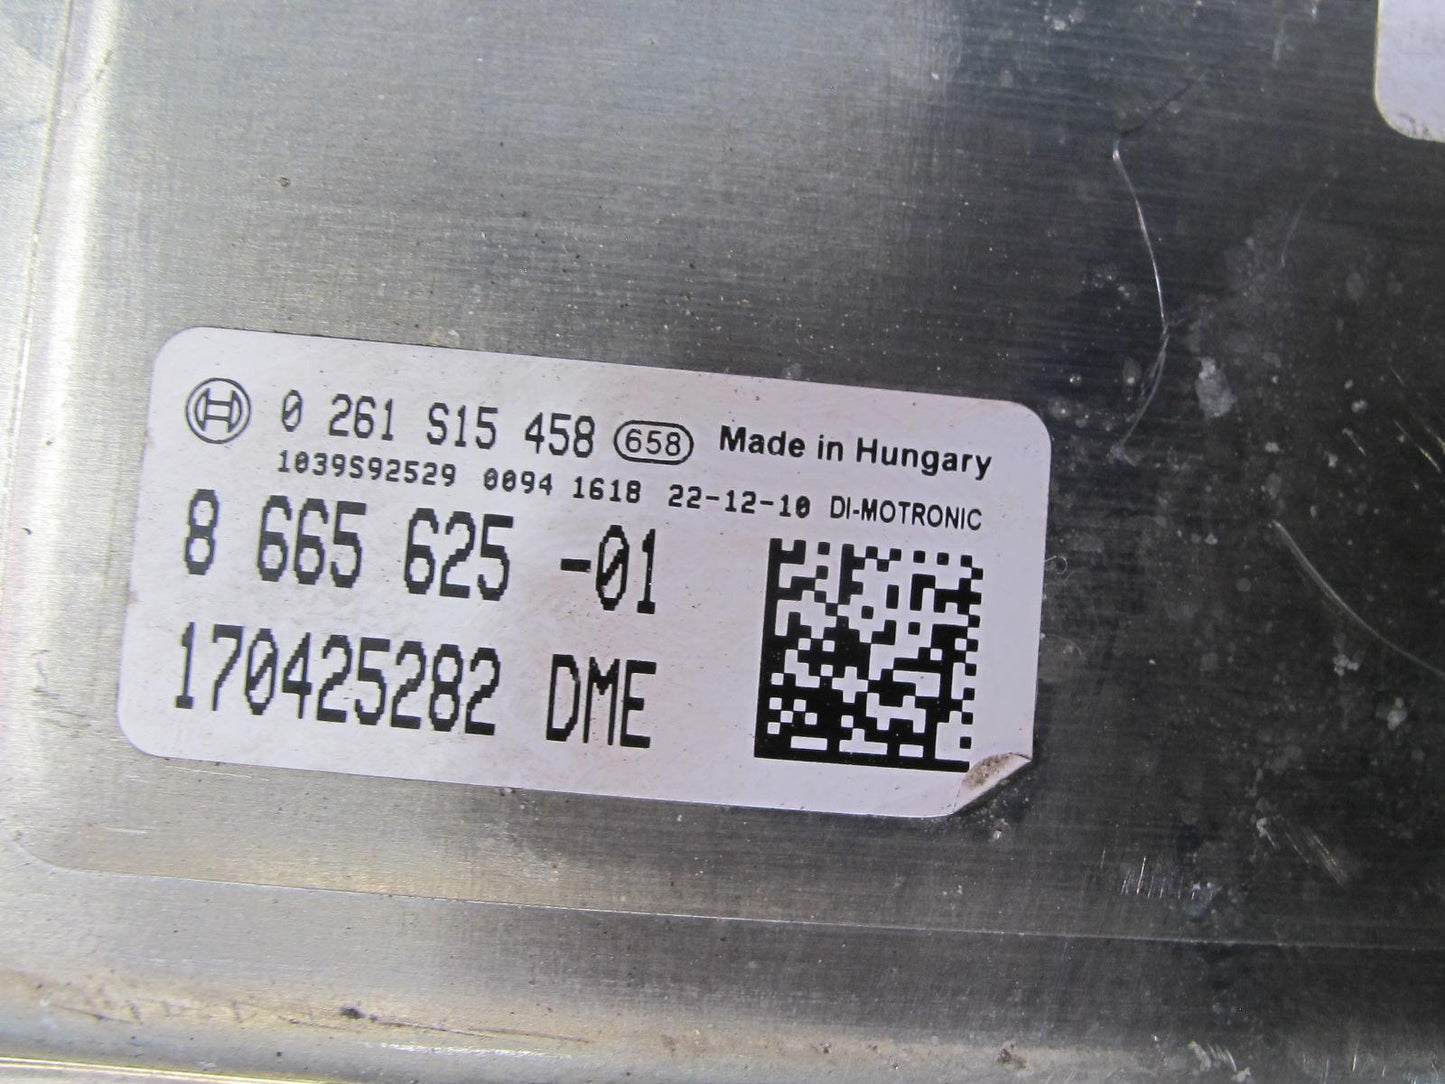 0 261 S15 458 658 Made in Hungary
1039S92529 0094 1618 22-12-10 DI-MOTRONIC
8 665 625 -01
170425282 DME